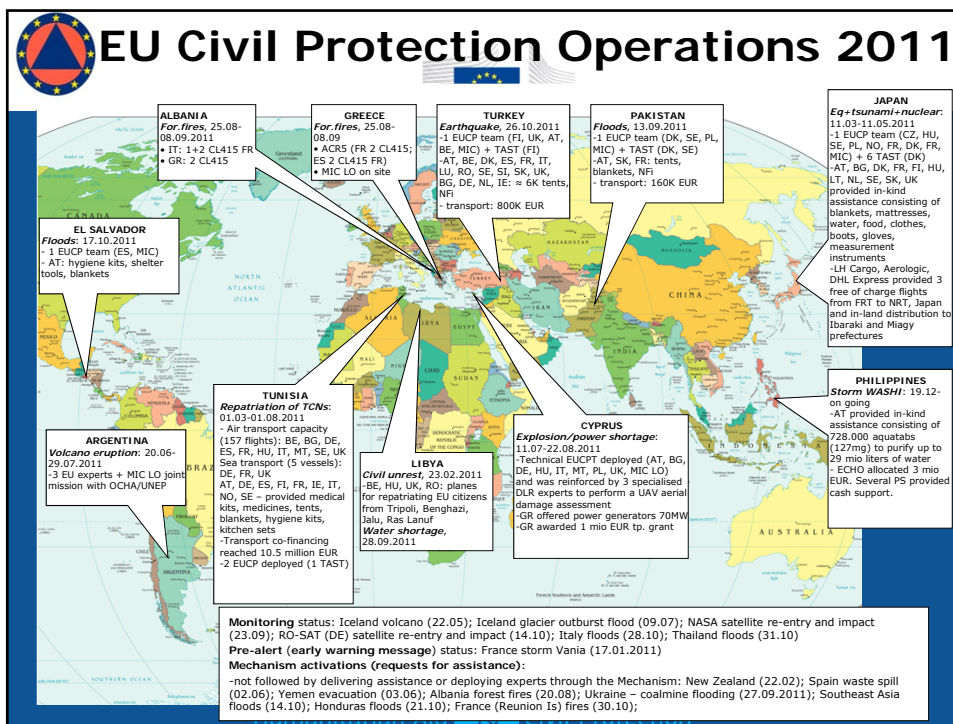 EU Civil Protection Operations 2011
ALBANIA
For.fires, 25.08-
08.09.2011
• IT: 1+2 CL415 FR
• GR: 2 CL415
GREECE
For.fires, 25.08-
08.09
• ACR5 (FR 2 CL415;
ES 2 CL415 FR)
• MIC LO on site
TURKEY
Earthquake, 26.10.2011
-1 EUCP team (FI, UK, AT,
BE, MIC) + TAST (FI)
-AT, BE, DK, ES, FR, IT,
LU, RO, SE, SI, SK, UK,
BG, DE, NL, IE: ≈ 6K tents,
NFi
- transport: 800K EUR
PAKISTAN
Floods, 13.09.2011
-1 EUCP team (DK, SE, PL,
MIC) + TAST (DK, SE)
-AT, SK, FR: tents,
blankets, NFi
- transport: 160K EUR
JAPAN
Eq+tsunami+nuclear:
11.03-11.05.2011
-1 EUCP team (CZ, HU,
SE, PL, NO, FR, DK, FR,
MIC) + 6 TAST (DK)
-AT, BG, DK, FR, FI, HU,
LT, NL, SE, SK, UK
provided in-kind
assistance consisting of
blankets, mattresses,
water, food, clothes,
boots, gloves,
measurement
instruments
-LH Cargo, Aerologic,
DHL Express provided 3
free of charge flights
from FRT to NRT, Japan
and in-land distribution to
Ibaraki and Miagy
prefectures
EL SALVADOR
Floods: 17.10.2011
- 1 EUCP team (ES, MIC)
- AT: hygiene kits, shelter
tools, blankets
ARGENTINA
Volcano eruption: 20.06-
29.07.2011
-3 EU experts + MIC LO joint
mission with OCHA/UNEP
TUNISIA
Repatriation of TCNs:
01.03-01.08.2011
- Air transport capacity
(157 flights): BE, BG, DE,
ES, FR, HU, IT, MT, SE, UK
Sea transport (5 vessels):
DE, FR, UK
AT, DE, ES, FI, FR, IE, IT,
NO, SE – provided medical
kits, medicines, tents,
blankets, hygiene kits,
kitchen sets
-Transport co-financing
reached 10.5 million EUR
-2 EUCP deployed (1 TAST)
LIBYA
Civil unrest, 23.02.2011
-BE, HU, UK, RO: planes
for repatriating EU citizens
from Tripoli, Benghazi,
Jalu, Ras Lanuf
Water shortage,
28.09.2011
CYPRUS
Explosion/power shortage:
11.07-22.08.2011
-Technical EUCPT deployed (AT, BG,
DE, HU, IT, MT, PL, UK, MIC LO)
and was reinforced by 3 specialised
DLR experts to perform a UAV aerial
damage assessment
-GR offered power generators 70MW
-GR awarded 1 mio EUR tp. grant
PHILIPPINES
Storm WASHI: 19.12-
on going
-AT provided in-kind
assistance consisting of
728.000 aquatabs
(127mg) to purify up to
29 mio liters of water
- ECHO allocated 3 mio
EUR. Several PS provided
cash support.
CANADA
Greenland
NORTH
ATLANTIC
OCEAN
MEXICO
VENEZUELA
COLOMBIA
BRAZ
CHILE
ARGENTINA
MOROCCO
ALGERIA
LIBYA
EGYPT
MALI
CHAD
SUDAN
ETHIOPIA
DEMOCRATIC
REPUBLIC
OF THE CONGO
TURKEY
IRAN
KAZAKHSTAN
MONGOLIA
CHINA
INDIA
INDONESIA
AUSTRALIA
SOUTHERN OCEAN
French Southern and Antarctic Lands
Monitoring status: Iceland volcano (22.05); Iceland glacier outburst flood (09.07); NASA satellite re-entry and impact
(23.09); RO-SAT (DE) satellite re-entry and impact (14.10); Italy floods (28.10); Thailand floods (31.10)
Pre-alert (early warning message) status: France storm Vania (17.01.2011)
Mechanism activations (requests for assistance):
-not followed by delivering assistance or deploying experts through the Mechanism: New Zealand (22.02); Spain waste spill
(02.06); Yemen evacuation (03.06); Albania forest fires (20.08); Ukraine – coalmine flooding (27.09.2011); Southeast Asia
floods (14.10); Honduras floods (21.10); France (Reunion Is) fires (30.10);